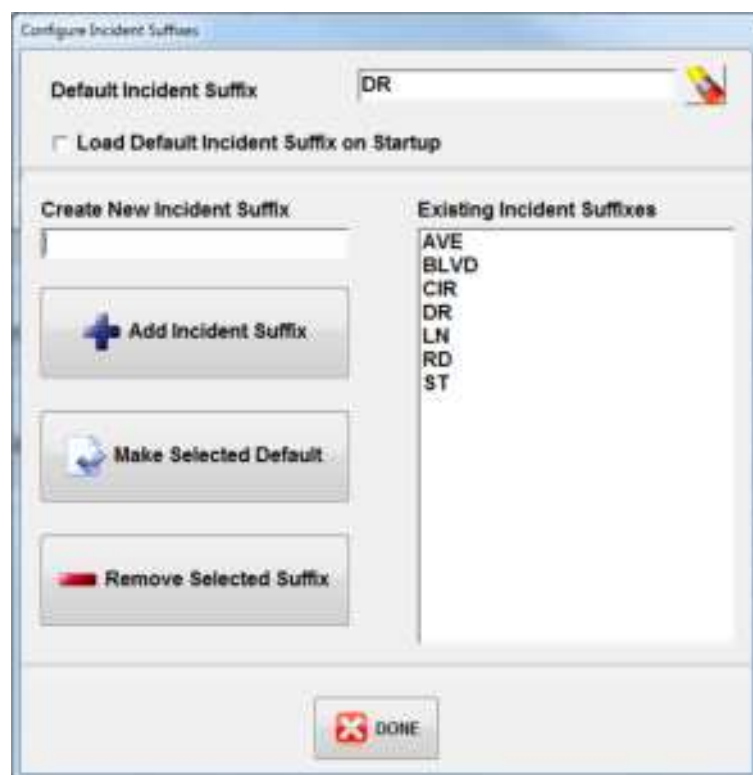 Configure Incident Suffixes
Default Incident Suffix
DR
Load Default Incident Suffix on Startup
Create New Incident Suffix
Add Incident Suffix
Make Selected Default
Remove Selected Suffix
Existing Incident Suffixes
AVE
BLVD
CIR
DR
LN
RD
ST
DONE